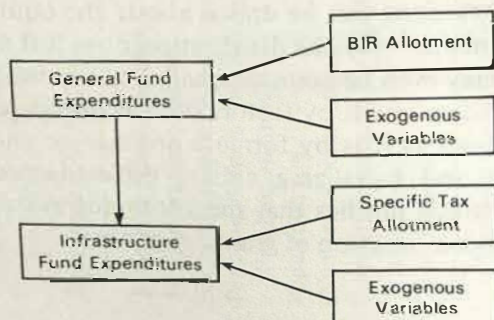 BIR Allotment
General Fund
Expenditures
Exogenous
Variables
Specific Tax
Allotment
Infrastructure
Fund Expenditures
Exogenous
Variables